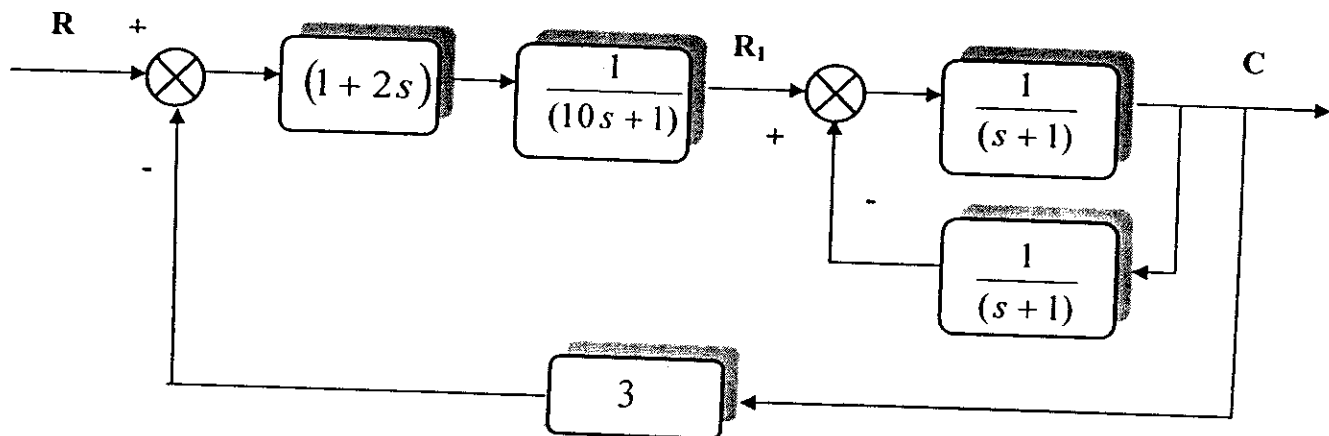 R + R₁ C
(1 + 2s)
1
(10s + 1)
1
(s + 1)
+
-
-
1
(s + 1)
3